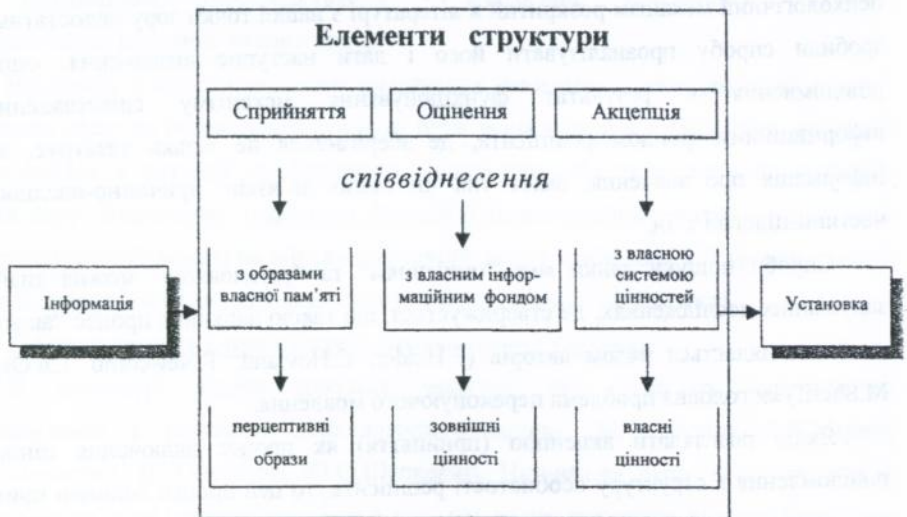 Елементи структури
Сприйняття Оцінення Акцепція
співвіднесення
з образами власної пам'яті
з власним інфор-
маційним фондом
з власною системою цінностей
Інформація
Установка
перцептивні образи
зовнішні цінності
власні цінності